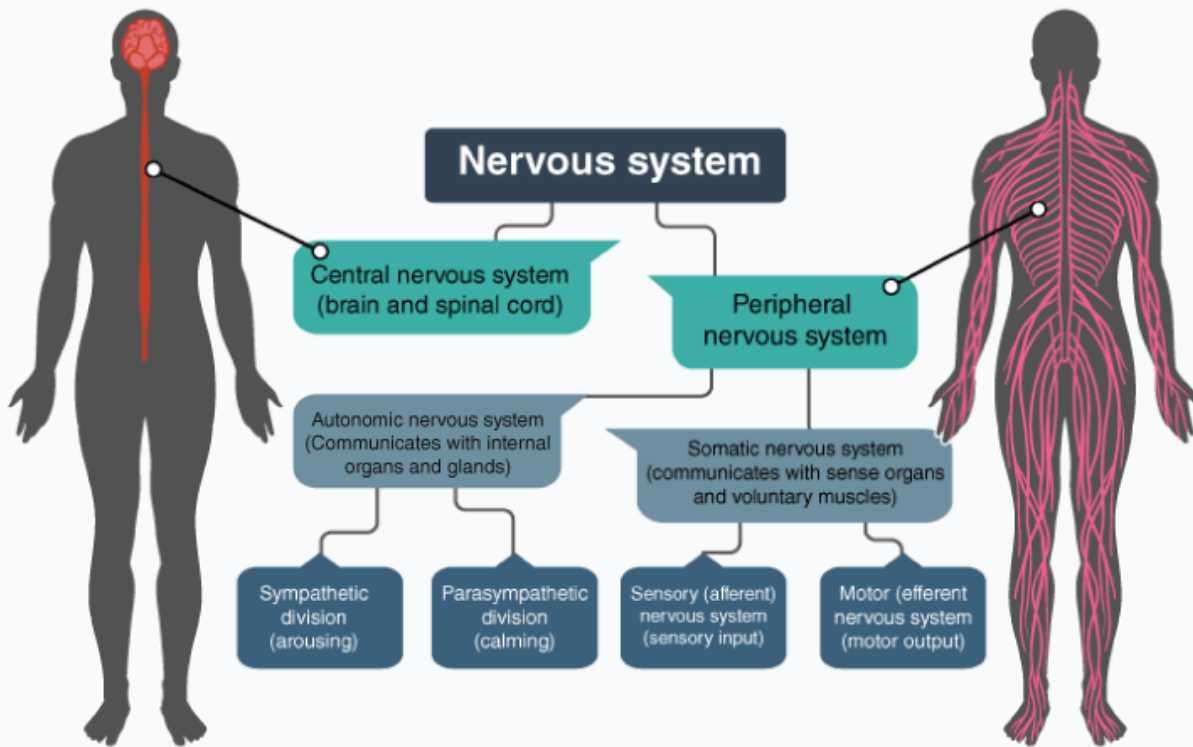 Nervous system
Central nervous system
(brain and spinal cord)
Peripheral
nervous system
Autonomic nervous system
(Communicates with internal
organs and glands)
Somatic nervous system
(communicates with sense organs
and voluntary muscles)
Sympathetic
division
(arousing)
Parasympathetic
division
(calming)
Sensory (afferent)
nervous system
(sensory input)
Motor (efferent
nervous system
(motor output)